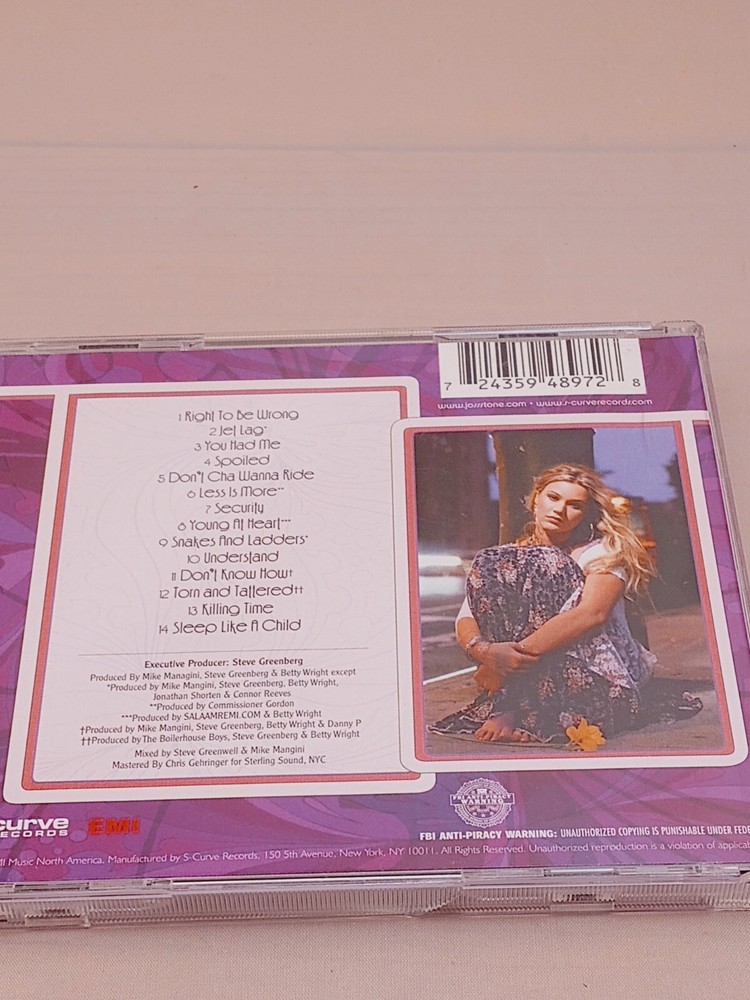 7 24359 48972 8
www.jossstone.com • www.s-curverecords.com
1 Right To Be Wrong
2 Jet Lag*
3 You Had Me
4 Spoiled
5 Don't Cha Wanna Ride
6 Less Is More**
7 Security
8 Young At Heart***
9 Snakes And Ladders*
10 Understand
11 Don't Know How†
12 Torn and Tattered††
13 Killing Time
14 Sleep Like A Child
Executive Producer: Steve Greenberg
Produced By Mike Managini, Steve Greenberg & Betty Wright except
*Produced by Mike Mangini, Steve Greenberg, Betty Wright,
Jonathan Shorten & Connor Reeves
**Produced by Commissioner Gordon
***Produced by SALAAMREMI.COM & Betty Wright
†Produced by Mike Mangini, Steve Greenberg, Betty Wright & Danny P
††Produced by The Boilerhouse Boys, Steve Greenberg & Betty Wright
Mixed by Steve Greenwell & Mike Mangini
Mastered By Chris Gehringer for Sterling Sound, NYC
curve
RECORDS
EMI
FBI ANTI-PIRACY
WARNING
FBI ANTI-PIRACY WARNING: UNAUTHORIZED COPYING IS PUNISHABLE UNDER FEDE
MI Music North America. Manufactured by S-Curve Records, 150 5th Avenue, New York, NY 10011. All Rights Reserved. Unauthorized reproduction is a violation of applicab